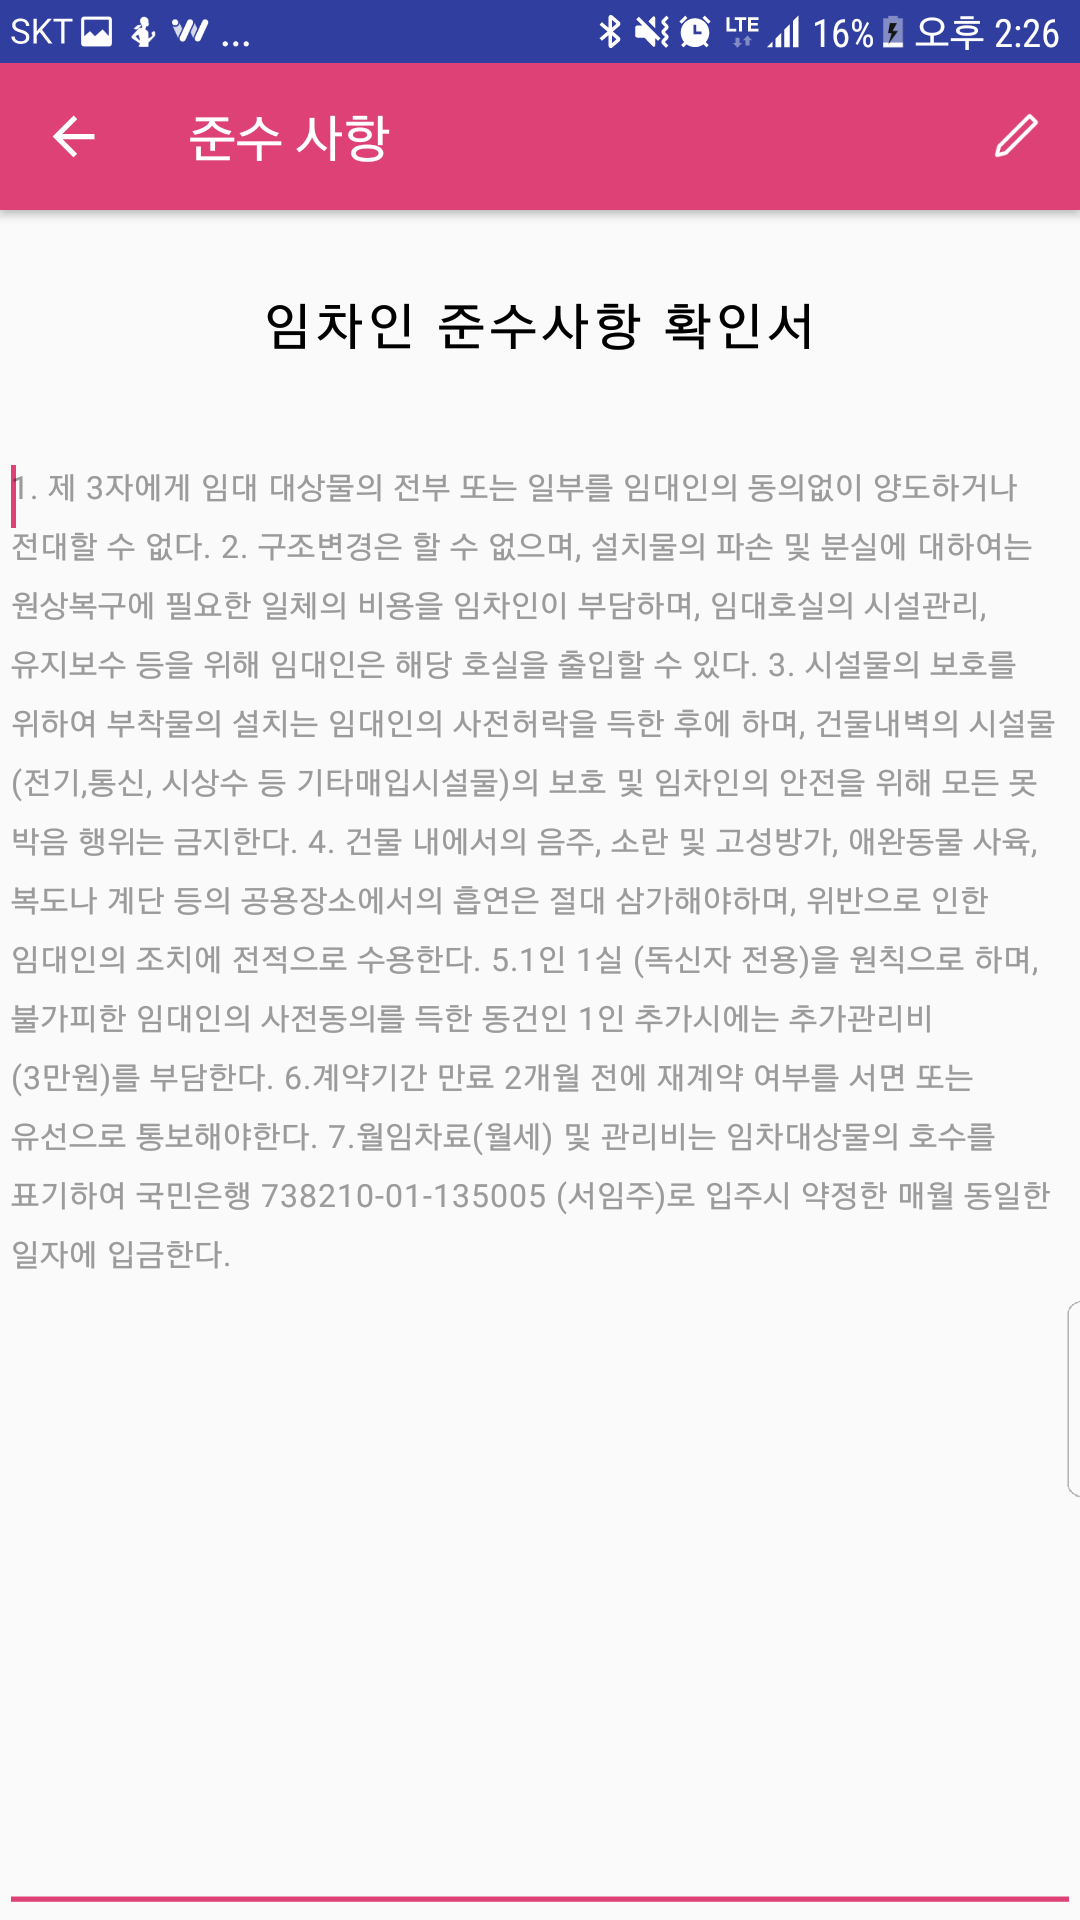 SKT ... LTE 16% 오후 2:26
준수 사항
임차인 준수사항 확인서
1. 제 3자에게 임대 대상물의 전부 또는 일부를 임대인의 동의없이 양도하거나
전대할 수 없다. 2. 구조변경은 할 수 없으며, 설치물의 파손 및 분실에 대하여는
원상복구에 필요한 일체의 비용을 임차인이 부담하며, 임대호실의 시설관리,
유지보수 등을 위해 임대인은 해당 호실을 출입할 수 있다. 3. 시설물의 보호를
위하여 부착물의 설치는 임대인의 사전허락을 득한 후에 하며, 건물내벽의 시설물
(전기,통신, 시상수 등 기타매입시설물)의 보호 및 임차인의 안전을 위해 모든 못
박음 행위는 금지한다. 4. 건물 내에서의 음주, 소란 및 고성방가, 애완동물 사육,
복도나 계단 등의 공용장소에서의 흡연은 절대 삼가해야하며, 위반으로 인한
임대인의 조치에 전적으로 수용한다. 5.1인 1실 (독신자 전용)을 원칙으로 하며,
불가피한 임대인의 사전동의를 득한 동건인 1인 추가시에는 추가관리비
(3만원)를 부담한다. 6.계약기간 만료 2개월 전에 재계약 여부를 서면 또는
유선으로 통보해야한다. 7.월임차료(월세) 및 관리비는 임차대상물의 호수를
표기하여 국민은행 738210-01-135005 (서임주)로 입주시 약정한 매월 동일한
일자에 입금한다.